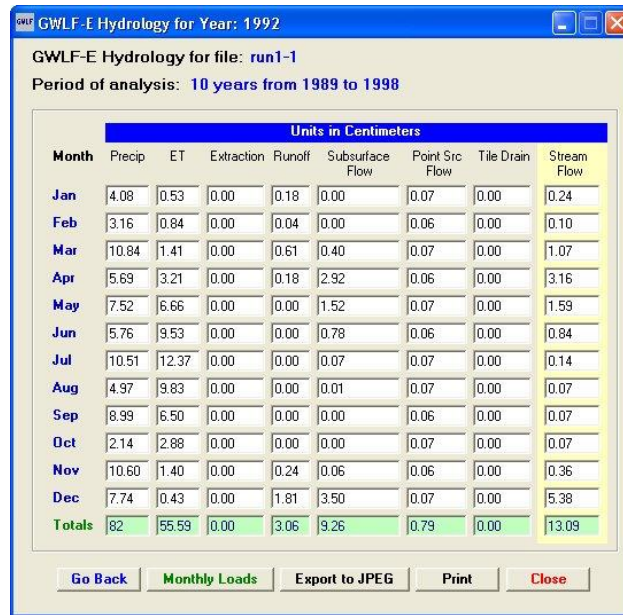 GWLF GWLF-E Hydrology for Year: 1992
GWLF-E Hydrology for file: run1-1
Period of analysis: 10 years from 1989 to 1998
Units in Centimeters
Month Precip ET Extraction Runoff Subsurface Flow Point Src Flow Tile Drain Stream Flow
Jan 4.08 0.53 0.00 0.18 0.00 0.07 0.00 0.24
Feb 3.16 0.84 0.00 0.04 0.00 0.06 0.00 0.10
Mar 10.84 1.41 0.00 0.61 0.40 0.07 0.00 1.07
Apr 5.69 3.21 0.00 0.18 2.92 0.06 0.00 3.16
May 7.52 6.66 0.00 0.00 1.52 0.07 0.00 1.59
Jun 5.76 9.53 0.00 0.00 0.78 0.06 0.00 0.84
Jul 10.51 12.37 0.00 0.00 0.07 0.07 0.00 0.14
Aug 4.97 9.83 0.00 0.00 0.01 0.07 0.00 0.07
Sep 8.99 6.50 0.00 0.00 0.00 0.06 0.00 0.07
Oct 2.14 2.88 0.00 0.00 0.00 0.07 0.00 0.07
Nov 10.60 1.40 0.00 0.24 0.06 0.06 0.00 0.36
Dec 7.74 0.43 0.00 1.81 3.50 0.07 0.00 5.38
Totals 82 55.59 0.00 3.06 9.26 0.79 0.00 13.09
Go Back Monthly Loads Export to JPEG Print Close